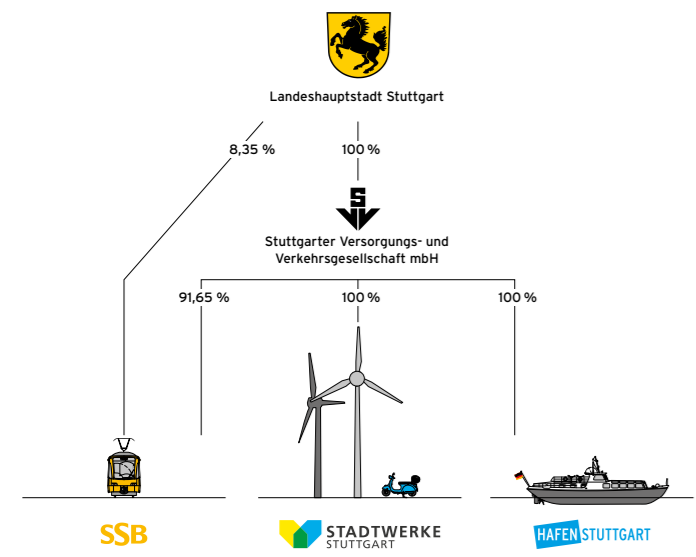 Landeshauptstadt Stuttgart
8,35 %
100 %
S
VV
Stuttgarter Versorgungs- und
Verkehrsgesellschaft mbH
91,65 %
100 %
100 %
SSB
STADTWERKE
STUTTGART
HAFEN STUTTGART